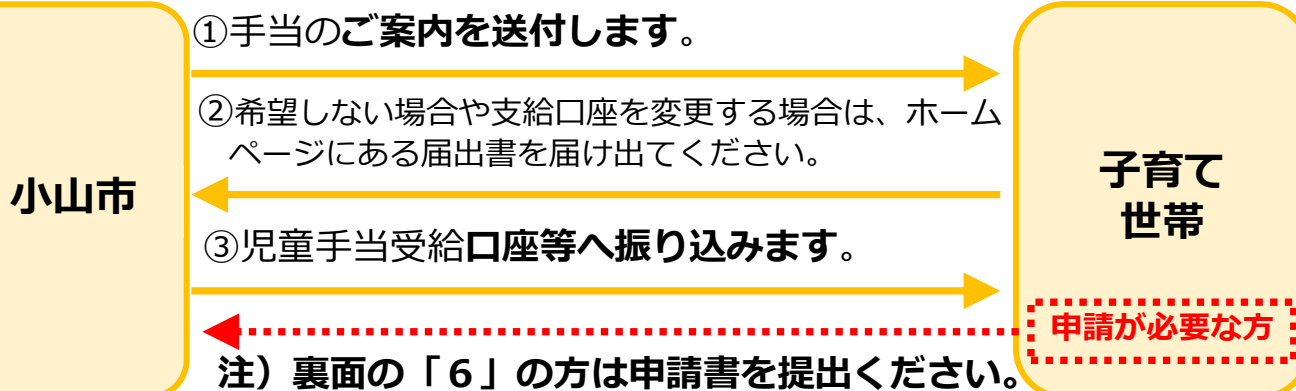 ①手当のご案内を送付します。
②希望しない場合や支給口座を変更する場合は、ホーム
ページにある届出書を届け出てください。
小山市
子育て
世帯
③児童手当受給口座等へ振り込みます。
申請が必要な方
注）裏面の「６」の方は申請書を提出ください。